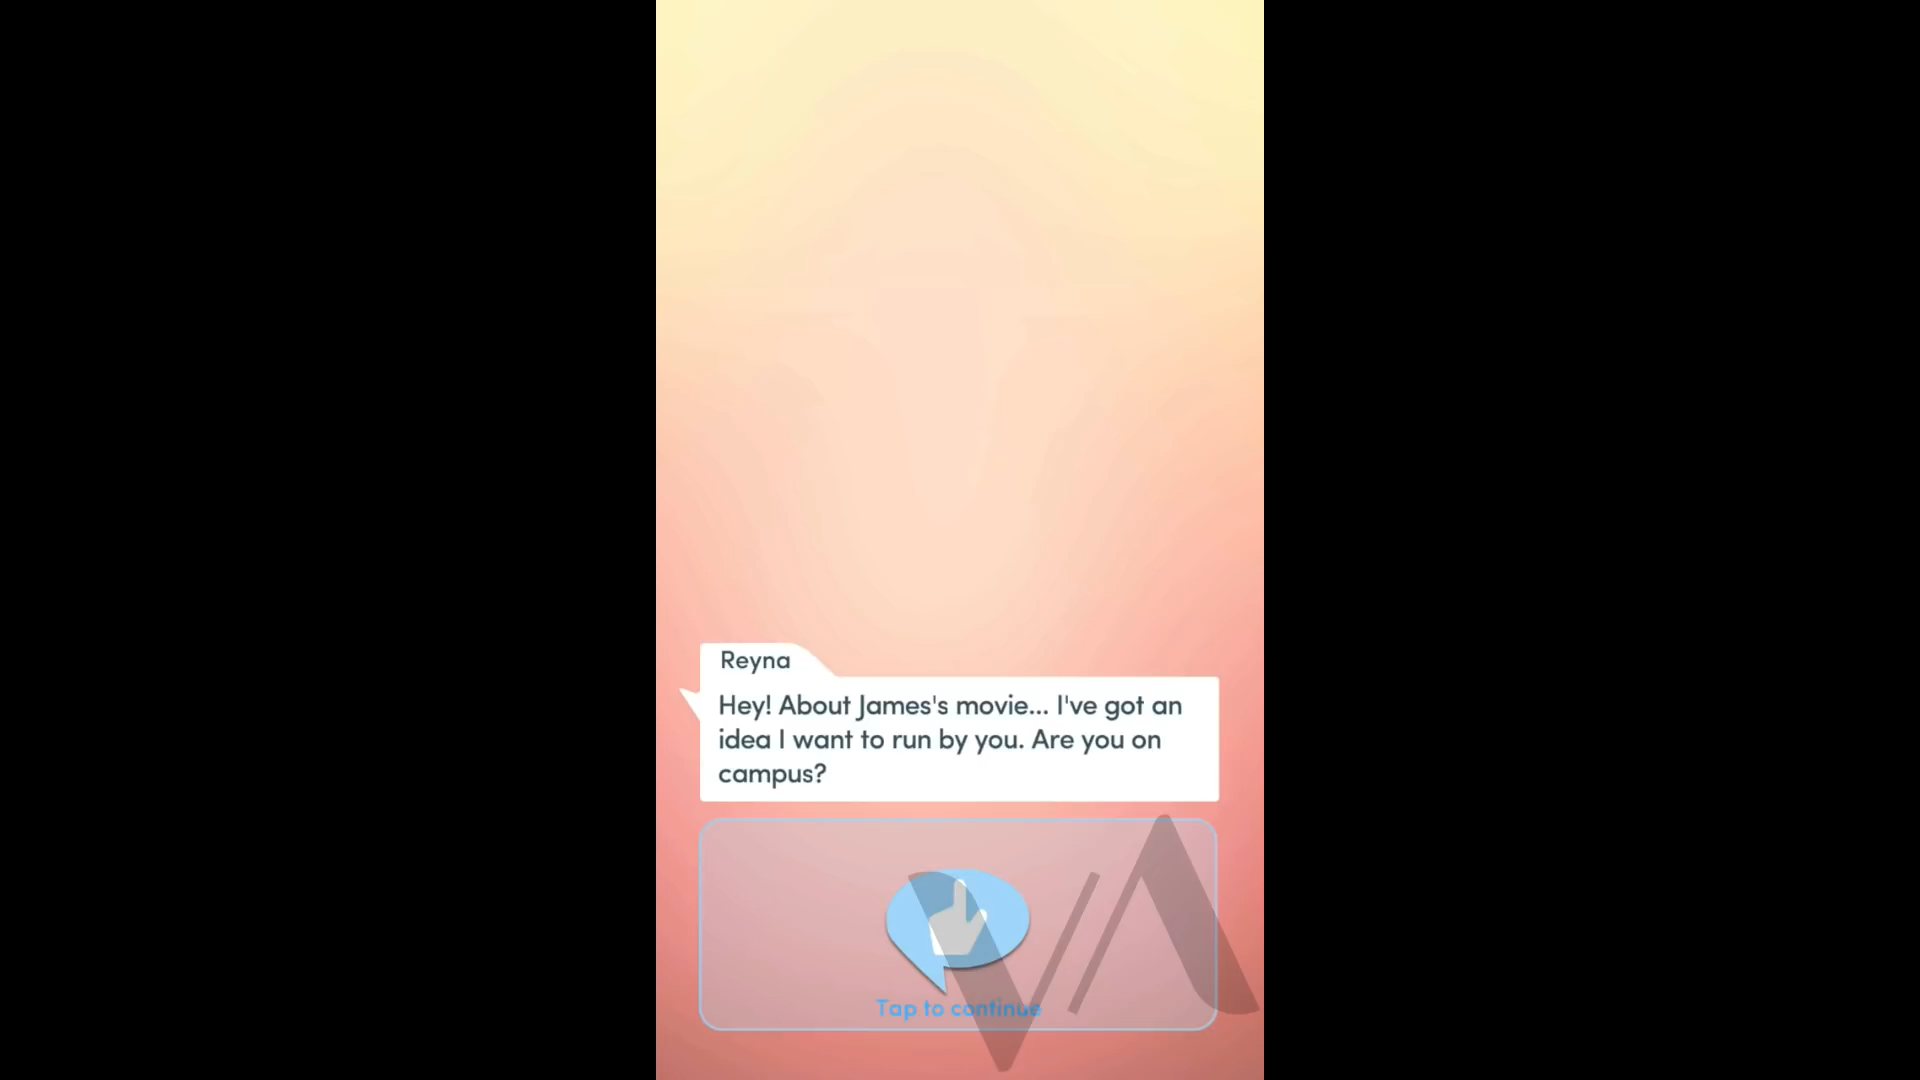 Reyna
Hey! About James's movie... I've got an
idea I want to run by you. Are you on
campus?
Tap to continue